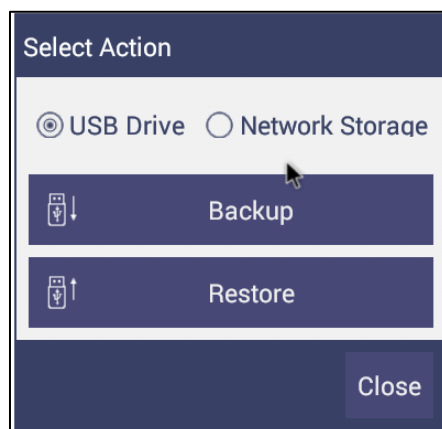 Select Action
USB Drive Network Storage
Backup
Restore
Close